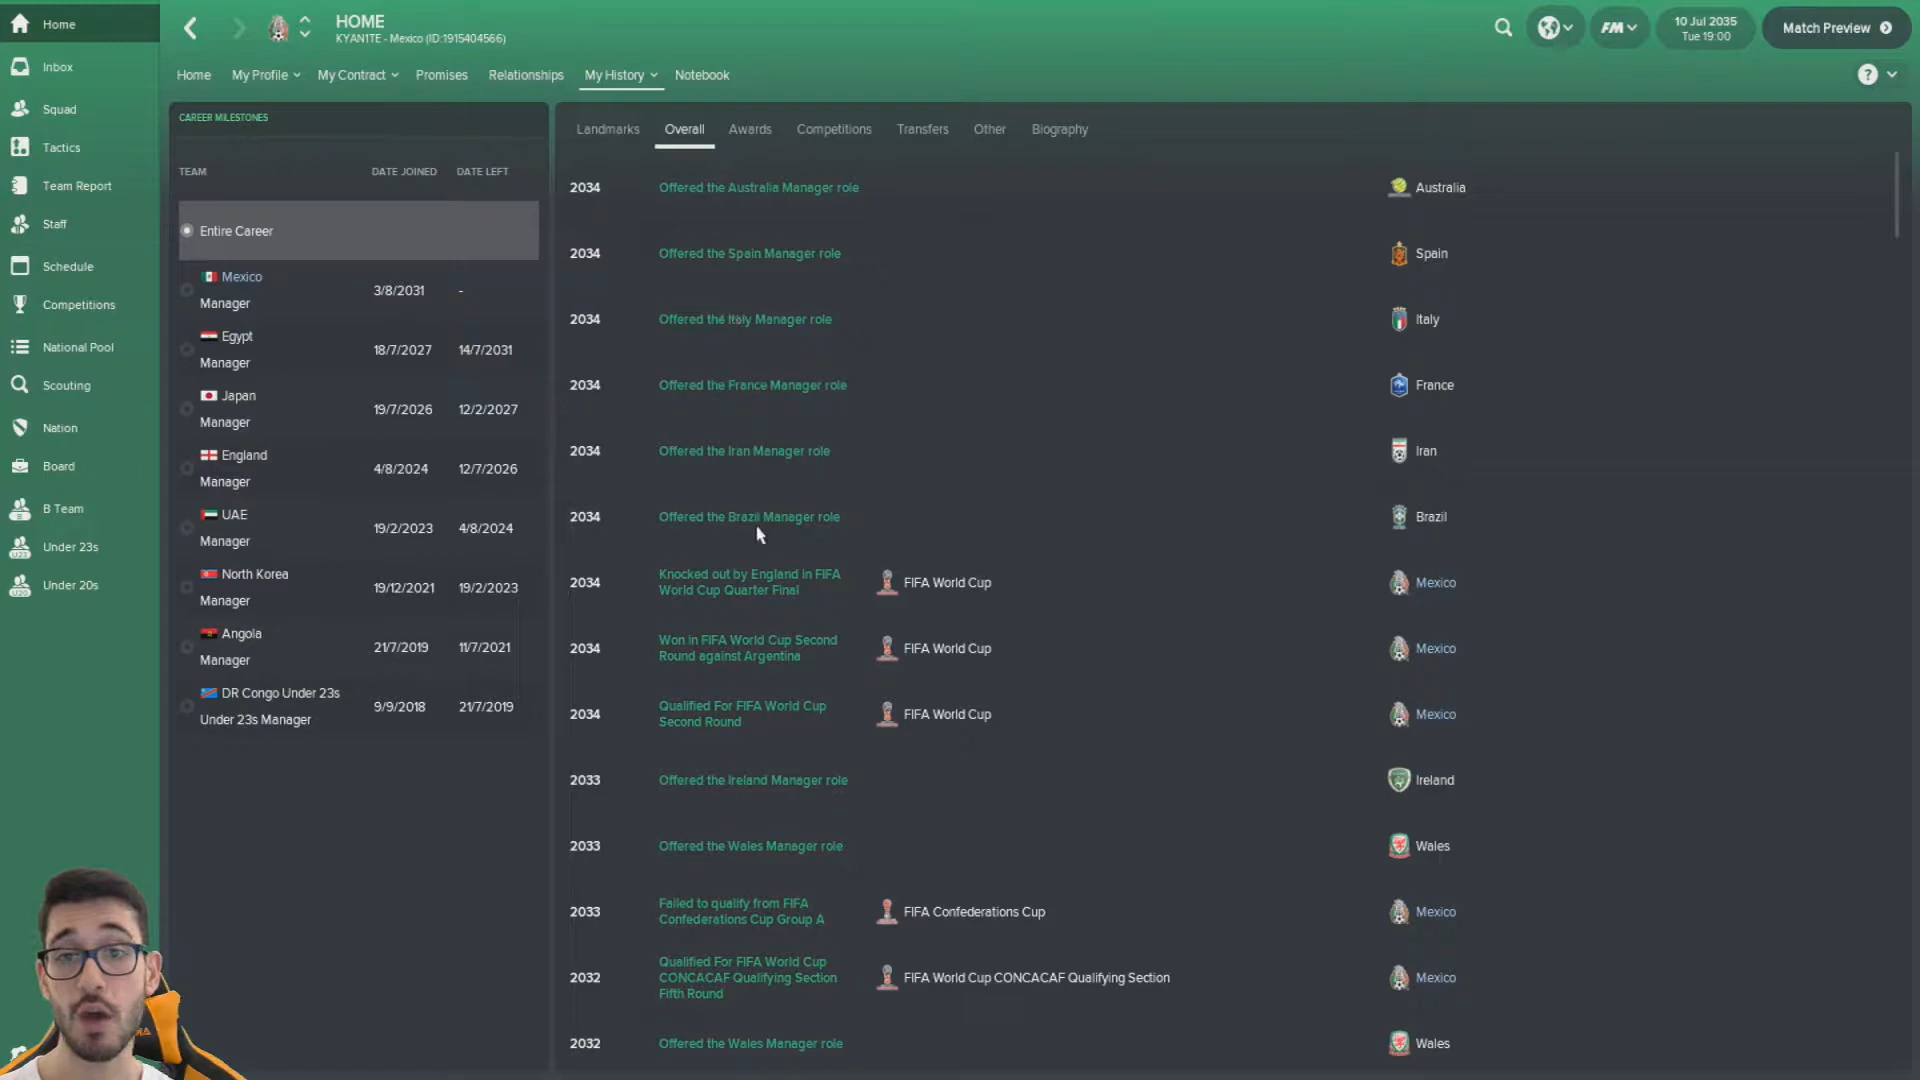 Home
HOME
KYAN1TE - Mexico (ID:1915404566)
FM
10 Jul 2035
Tue 19:00
Match Preview
Inbox
Squad
Tactics
Team Report
Staff
Schedule
Competitions
National Pool
Scouting
Nation
Board
B Team
Under 23s
Under 20s
Home
My Profile
My Contract
Promises
Relationships
My History
Notebook
?
CAREER MILESTONES
TEAM
DATE JOINED
DATE LEFT
Entire Career
Mexico
Manager
3/8/2031
-
Egypt
Manager
18/7/2027
14/7/2031
Japan
Manager
19/7/2026
12/2/2027
England
Manager
4/8/2024
12/7/2026
UAE
Manager
19/2/2023
4/8/2024
North Korea
Manager
19/12/2021
19/2/2023
Angola
Manager
21/7/2019
11/7/2021
DR Congo Under 23s
Under 23s Manager
9/9/2018
21/7/2019
Landmarks
Overall
Awards
Competitions
Transfers
Other
Biography
2034
Offered the Australia Manager role
Australia
2034
Offered the Spain Manager role
Spain
2034
Offered the Italy Manager role
Italy
2034
Offered the France Manager role
France
2034
Offered the Iran Manager role
Iran
2034
Offered the Brazil Manager role
Brazil
2034
Knocked out by England in FIFA
World Cup Quarter Final
FIFA World Cup
Mexico
2034
Won in FIFA World Cup Second
Round against Argentina
FIFA World Cup
Mexico
2034
Qualified For FIFA World Cup
Second Round
FIFA World Cup
Mexico
2033
Offered the Ireland Manager role
Ireland
2033
Offered the Wales Manager role
Wales
2033
Failed to qualify from FIFA
Confederations Cup Group A
FIFA Confederations Cup
Mexico
2032
Qualified For FIFA World Cup
CONCACAF Qualifying Section
Fifth Round
FIFA World Cup CONCACAF Qualifying Section
Mexico
2032
Offered the Wales Manager role
Wales